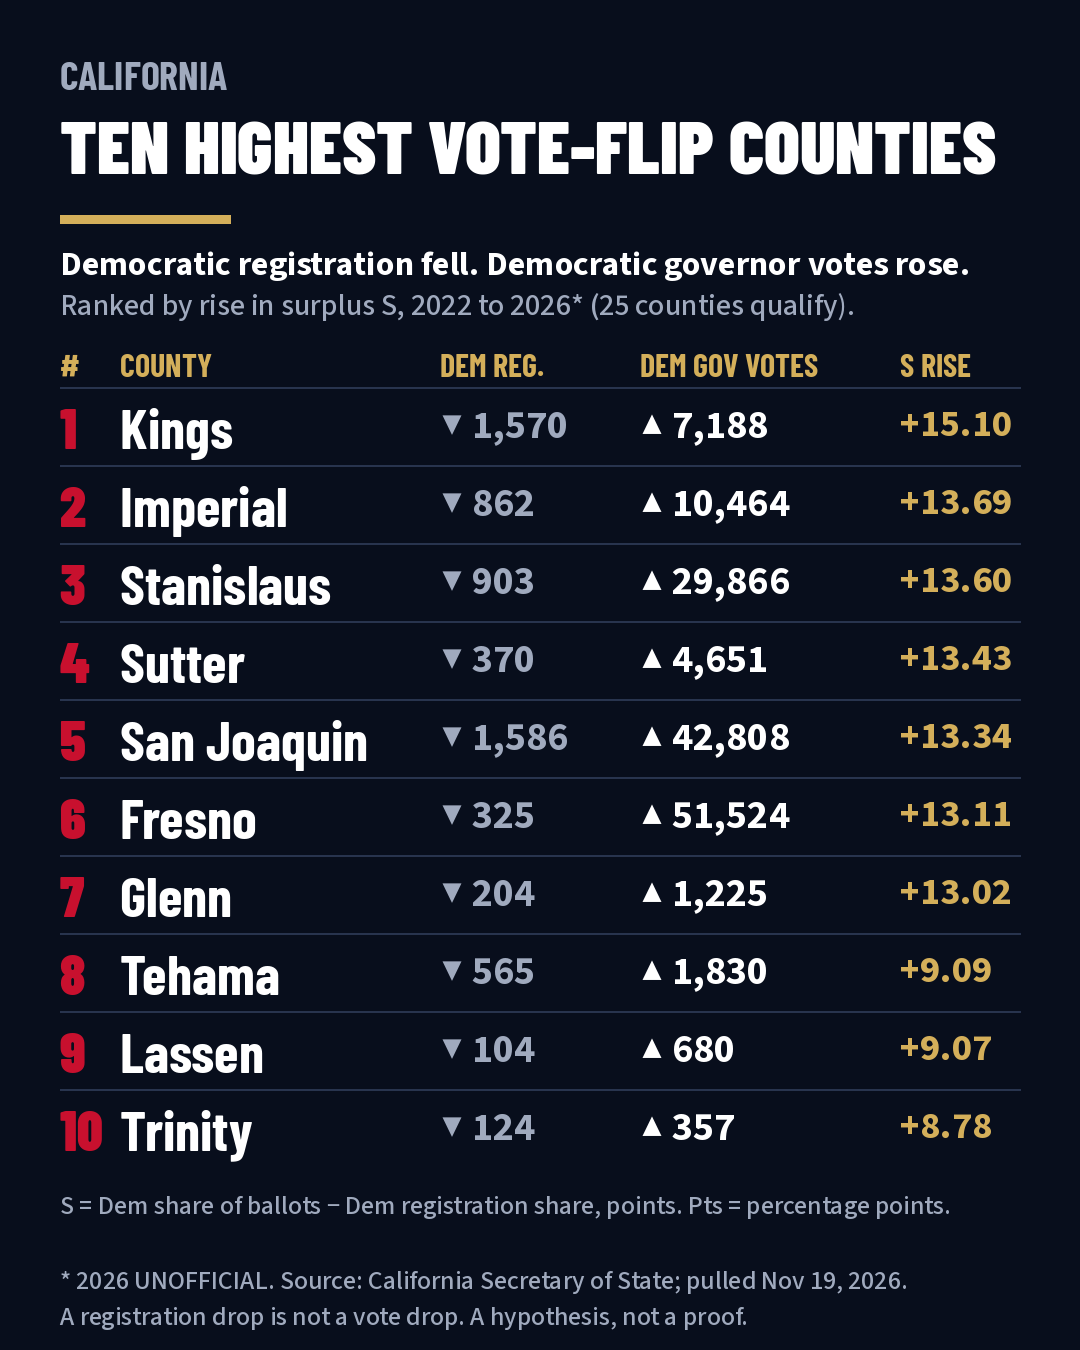 CALIFORNIA
TEN HIGHEST VOTE-FLIP COUNTIES
Democratic registration fell. Democratic governor votes rose.
Ranked by rise in surplus S, 2022 to 2026* (25 counties qualify).
# COUNTY DEM REG. DEM GOV VOTES S RISE
1 Kings ▼ 1,570 ▲ 7,188 +15.10
2 Imperial ▼ 862 ▲ 10,464 +13.69
3 Stanislaus ▼ 903 ▲ 29,866 +13.60
4 Sutter ▼ 370 ▲ 4,651 +13.43
5 San Joaquin ▼ 1,586 ▲ 42,808 +13.34
6 Fresno ▼ 325 ▲ 51,524 +13.11
7 Glenn ▼ 204 ▲ 1,225 +13.02
8 Tehama ▼ 565 ▲ 1,830 +9.09
9 Lassen ▼ 104 ▲ 680 +9.07
10 Trinity ▼ 124 ▲ 357 +8.78
S = Dem share of ballots − Dem registration share, points. Pts = percentage points.
* 2026 UNOFFICIAL. Source: California Secretary of State; pulled Nov 19, 2026.
A registration drop is not a vote drop. A hypothesis, not a proof.